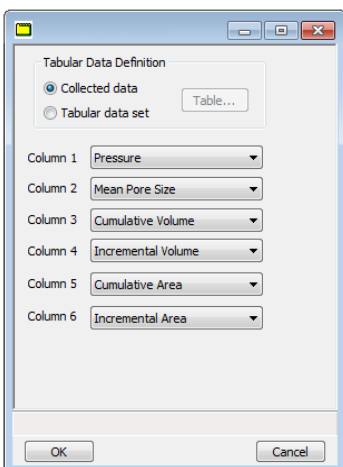 Tabular Data Definition
Collected data
Table...
Tabular data set
Column 1 Pressure
Column 2 Mean Pore Size
Column 3 Cumulative Volume
Column 4 Incremental Volume
Column 5 Cumulative Area
Column 6 Incremental Area
OK Cancel